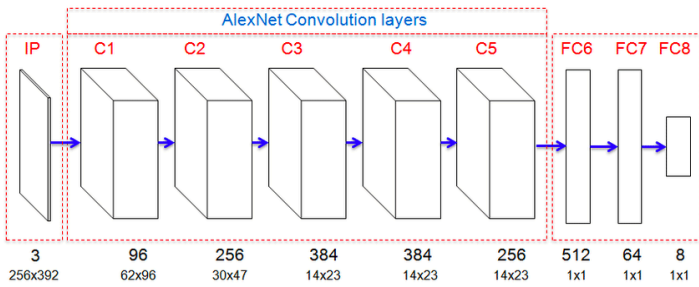 AlexNet Convolution layers
IP C1 C2 C3 C4 C5 FC6 FC7 FC8
3 96 256 384 384 256 512 64 8
256x392 62x96 30x47 14x23 14x23 14x23 1x1 1x1 1x1